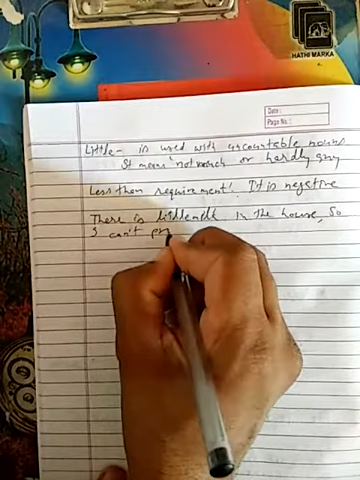 HATHI MARKA
Date:
Page No.:
Little - is used with uncountable nouns
It means 'not much or hardly any
Less than requirement'. It is negative
There is little milk in the house, So
I can't pr